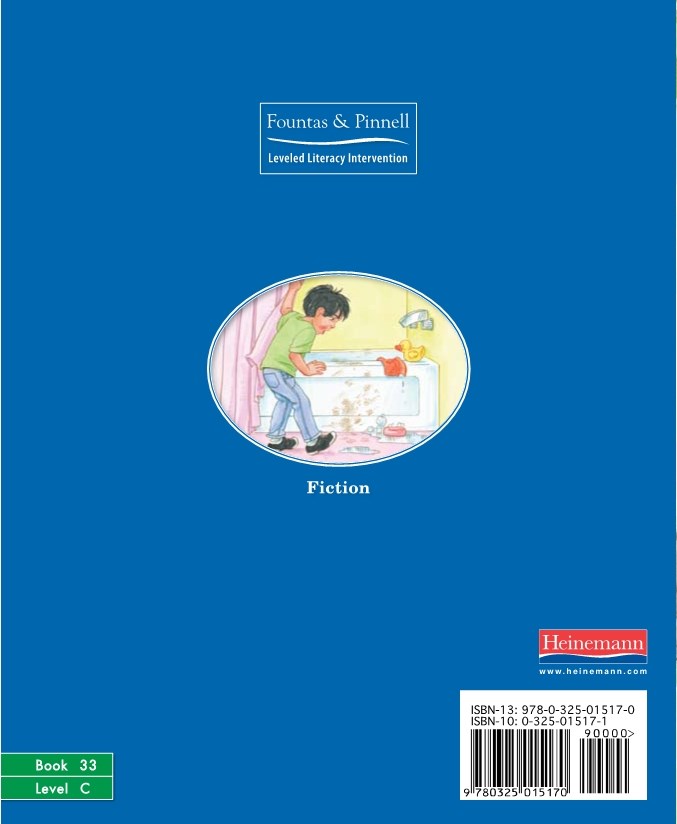 Fountas & Pinnell
Leveled Literacy Intervention
Fiction
Heinemann
www.heinemann.com
ISBN-13: 978-0-325-01517-0
ISBN-10: 0-325-01517-1
90000>
9 780325 015170
Book 33
Level C